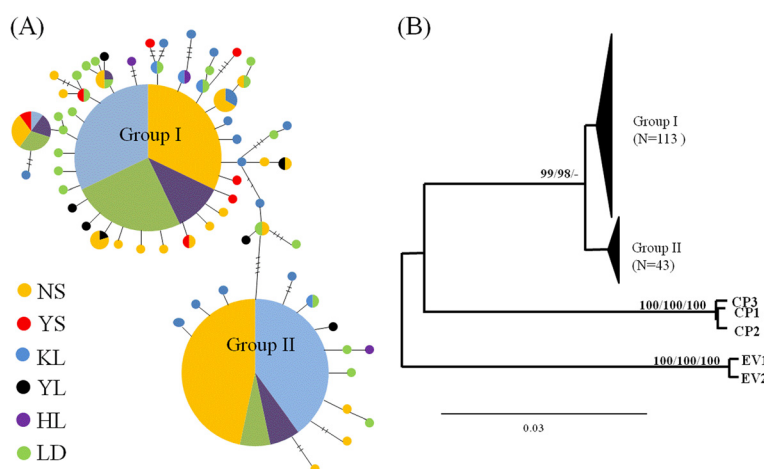 (A)
Group I
Group II
NS
YS
KL
YL
HL
LD
(B)
Group I
(N=113)
99/98/-
Group II
(N=43)
100/100/100
CP3
CP1
CP2
100/100/100
EV1
EV2
0.03